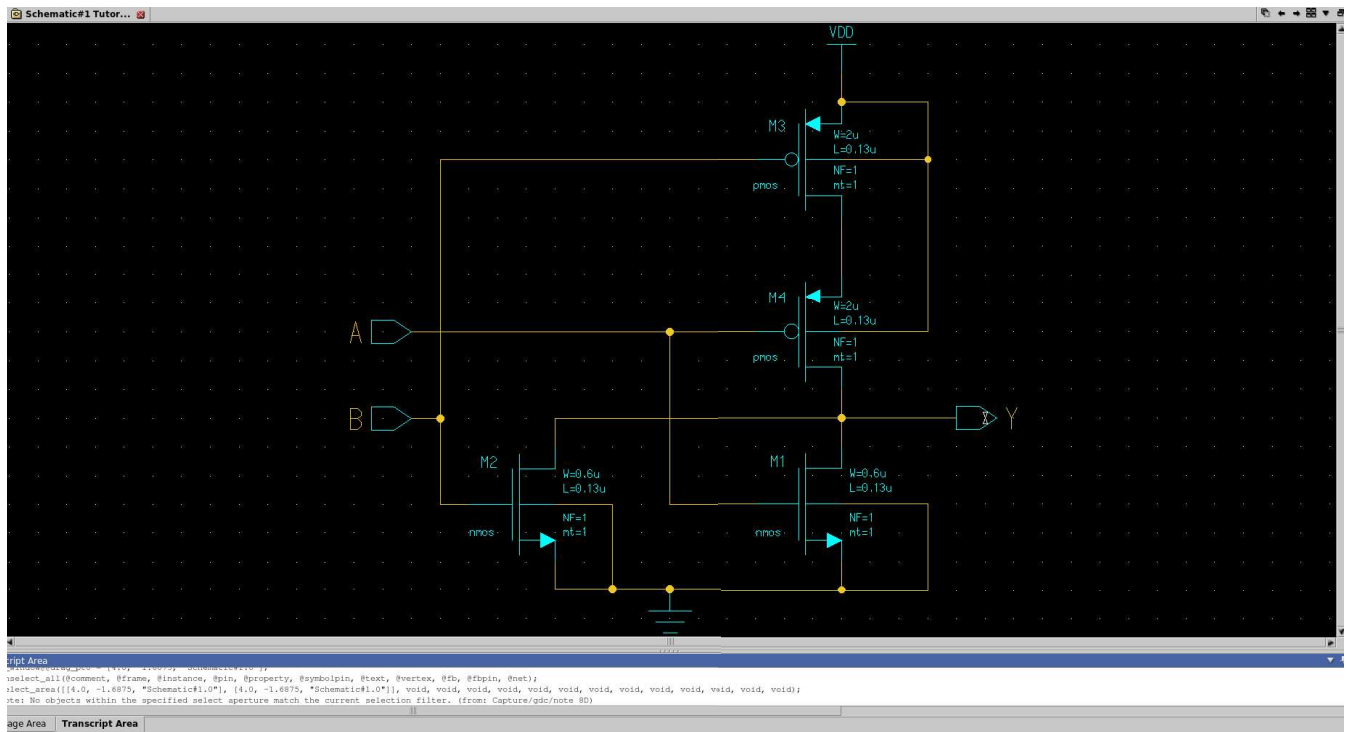 Schematic#1 Tutor...
VDD
M3
W=2u
L=0.13u
NF=1
pmos
mt=1
M4
W=2u
L=0.13u
A
NF=1
pmos
mt=1
B
Y
M2
W=0.6u
L=0.13u
NF=1
nmos
mt=1
M1
W=0.6u
L=0.13u
NF=1
nmos
mt=1
cript Area
nselect_all(@comment, @frame, @instance, @pin, @property, @symbolpin, @text, @vertex, @fb, @fbpin, @net);
elect_area([[4.0, -1.6875, "Schematic#1.0"], [4.0, -1.6875, "Schematic#1.0"]], void, void, void, void, void, void, void, void, void, void, void, void, void);
ote: No objects within the specified select aperture match the current selection filter. (from: Capture/gdc/note 8D)
age Area
Transcript Area